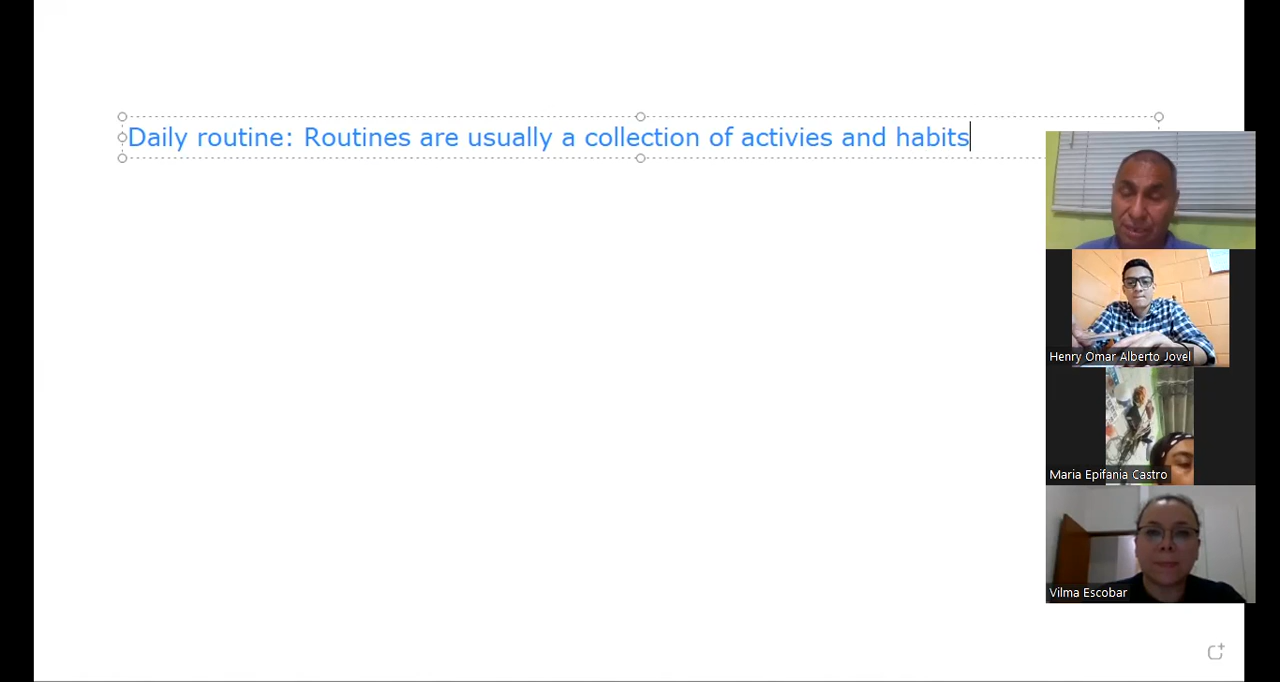 Daily routine: Routines are usually a collection of activies and habits
Henry Omar Alberto Jovel
Maria Epifania Castro
Vilma Escobar